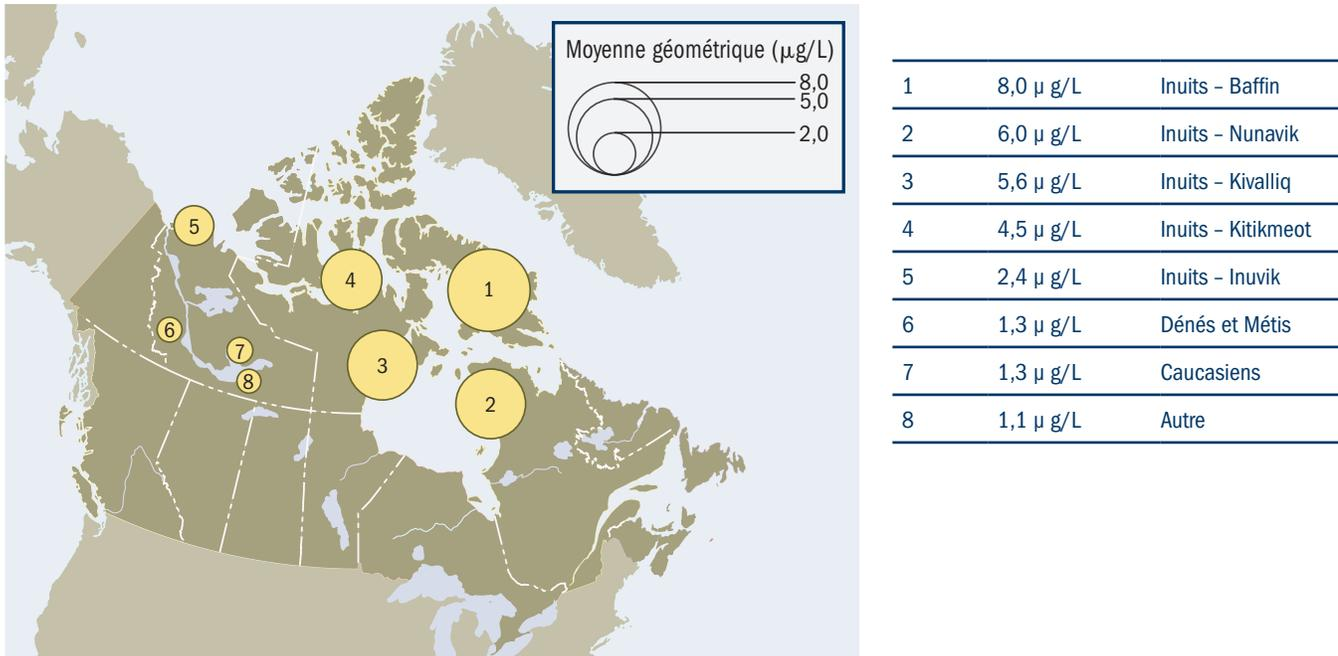 Moyenne géométrique (µg/L)
8,0
5,0
2,0
5
4
1
6
7
3
8
2
1 8,0 µ g/L Inuits – Baffin
2 6,0 µ g/L Inuits – Nunavik
3 5,6 µ g/L Inuits – Kivalliq
4 4,5 µ g/L Inuits – Kitikmeot
5 2,4 µ g/L Inuits – Inuvik
6 1,3 µ g/L Dénés et Métis
7 1,3 µ g/L Caucasiens
8 1,1 µ g/L Autre